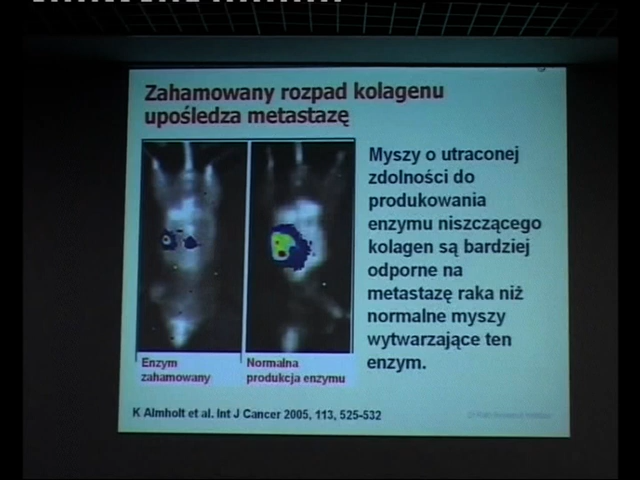 Zahamowany rozpad kolagenu
upośledza metastazę
Myszy o utraconej
zdolności do
produkowania
enzymu niszczącego
kolagen są bardziej
odporne na
metastazę raka niż
normalne myszy
wytwarzające ten
enzym.
Enzym
zahamowany
Normalna
produkcja enzymu
K Almholt et al. Int J Cancer 2005, 113, 525-532